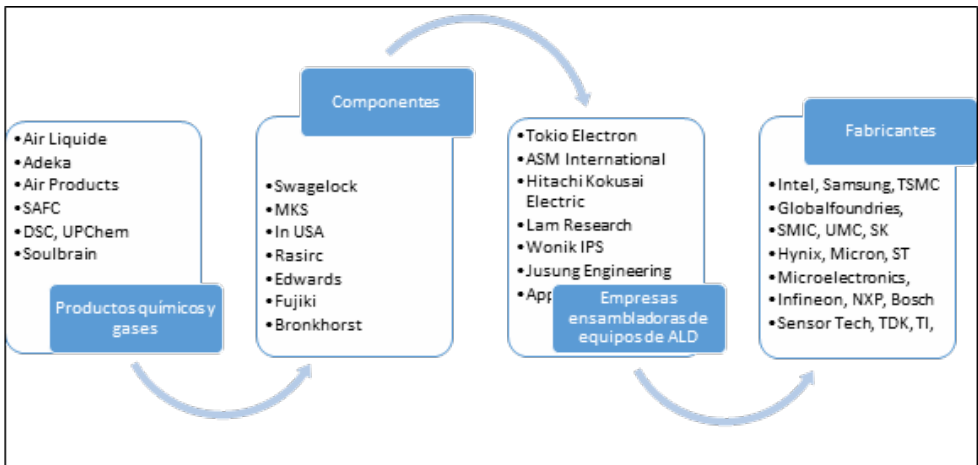 •Air Liquide
•Adeka
•Air Products
•SAFC
•DSC, UPChem
•Soulbrain
Productos químicos y
gases
Componentes
•Swagelock
•MKS
•In USA
•Rasirc
•Edwards
•Fujiki
•Bronkhorst
•Tokio Electron
•ASM International
•Hitachi Kokusai
Electric
•Lam Research
•Wonik IPS
•Jusung Engineering
Empresas
ensambladoras de
equipos de ALD
Fabricantes
•Intel, Samsung, TSMC
•Globalfoundries,
•SMIC, UMC, SK
•Hynix, Micron, ST
•Microelectronics,
•Infineon, NXP, Bosch
•Sensor Tech, TDK, TI,